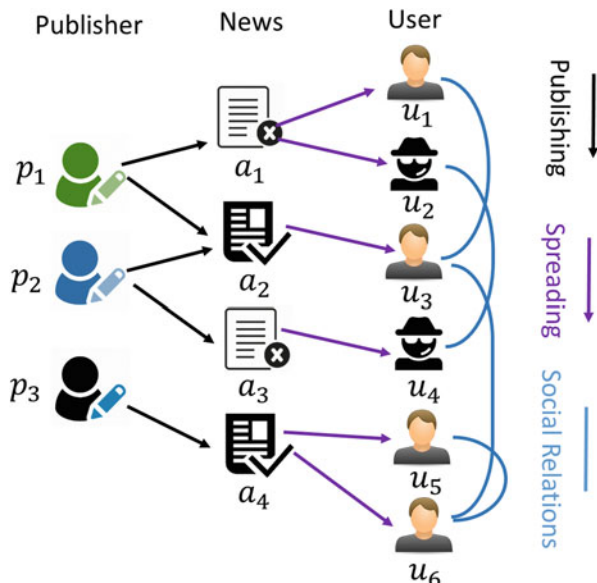 Publisher
News
User
p₁
p₂
p₃
a₁
a₂
a₃
a₄
u₁
u₂
u₃
u₄
u₅
u₆
Publishing
Spreading
Social Relations